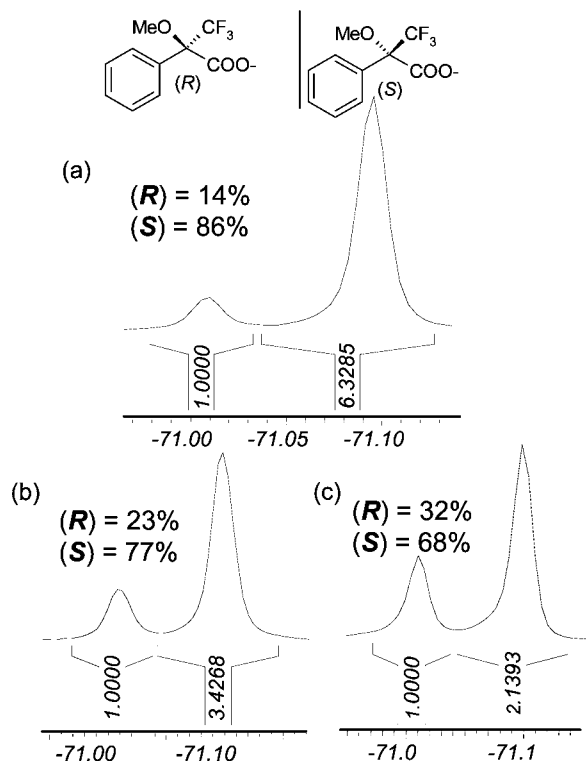 MeO CF3
COO-
(R)
MeO CF3
COO-
(S)
(a)
(R) = 14%
(S) = 86%
1.0000
6.3285
-71.00 -71.05 -71.10
(b)
(R) = 23%
(S) = 77%
1.0000
3.4268
-71.00 -71.10
(c)
(R) = 32%
(S) = 68%
1.0000
2.1393
-71.0 -71.1